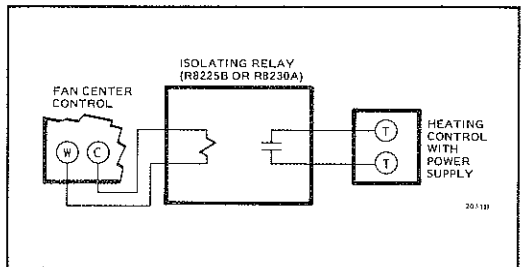 ISOLATING RELAY
(R8225B OR R8230A)
FAN CENTER
CONTROL
W C
T
T
HEATING
CONTROL
WITH
POWER
SUPPLY